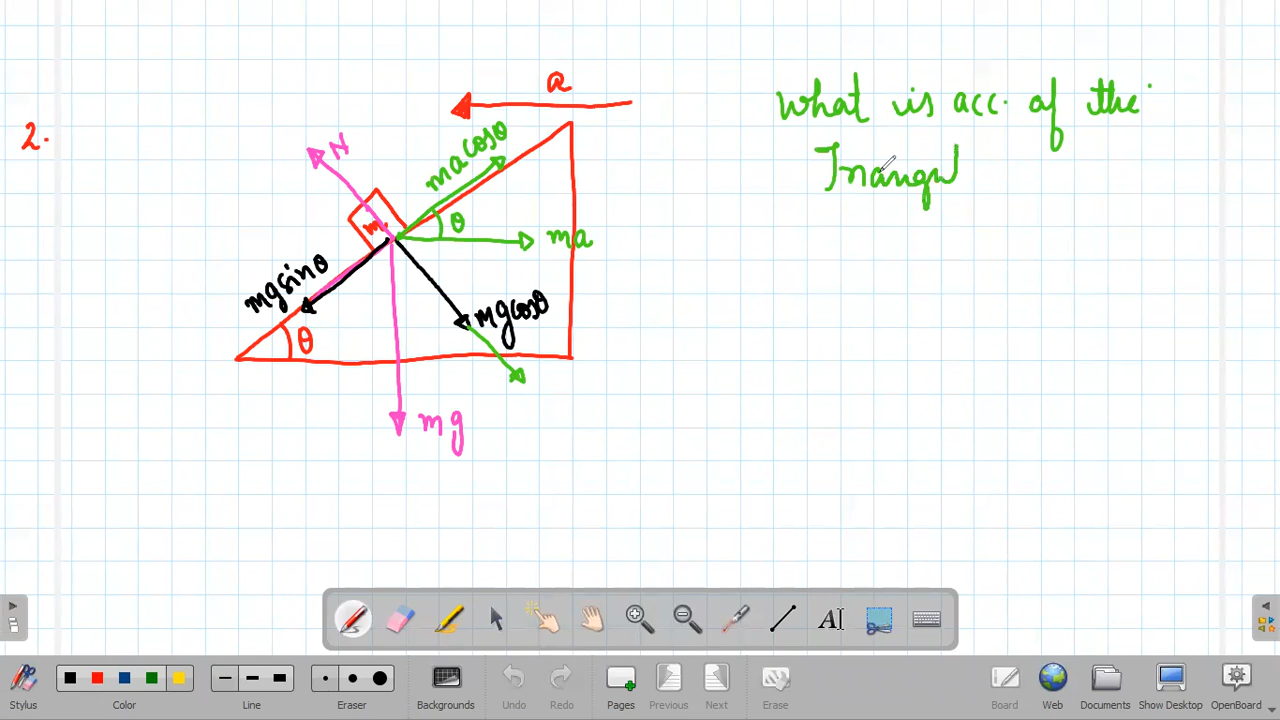 2.
a
What is acc. of the
Triangul
N
ma cosθ
θ
m
ma
mg sinθ
mg cosθ
θ
mg
Stylus
Color
Line
Eraser
Backgrounds
Undo
Redo
Pages
Previous
Next
Erase
Board
Web
Documents
Show Desktop
OpenBoard